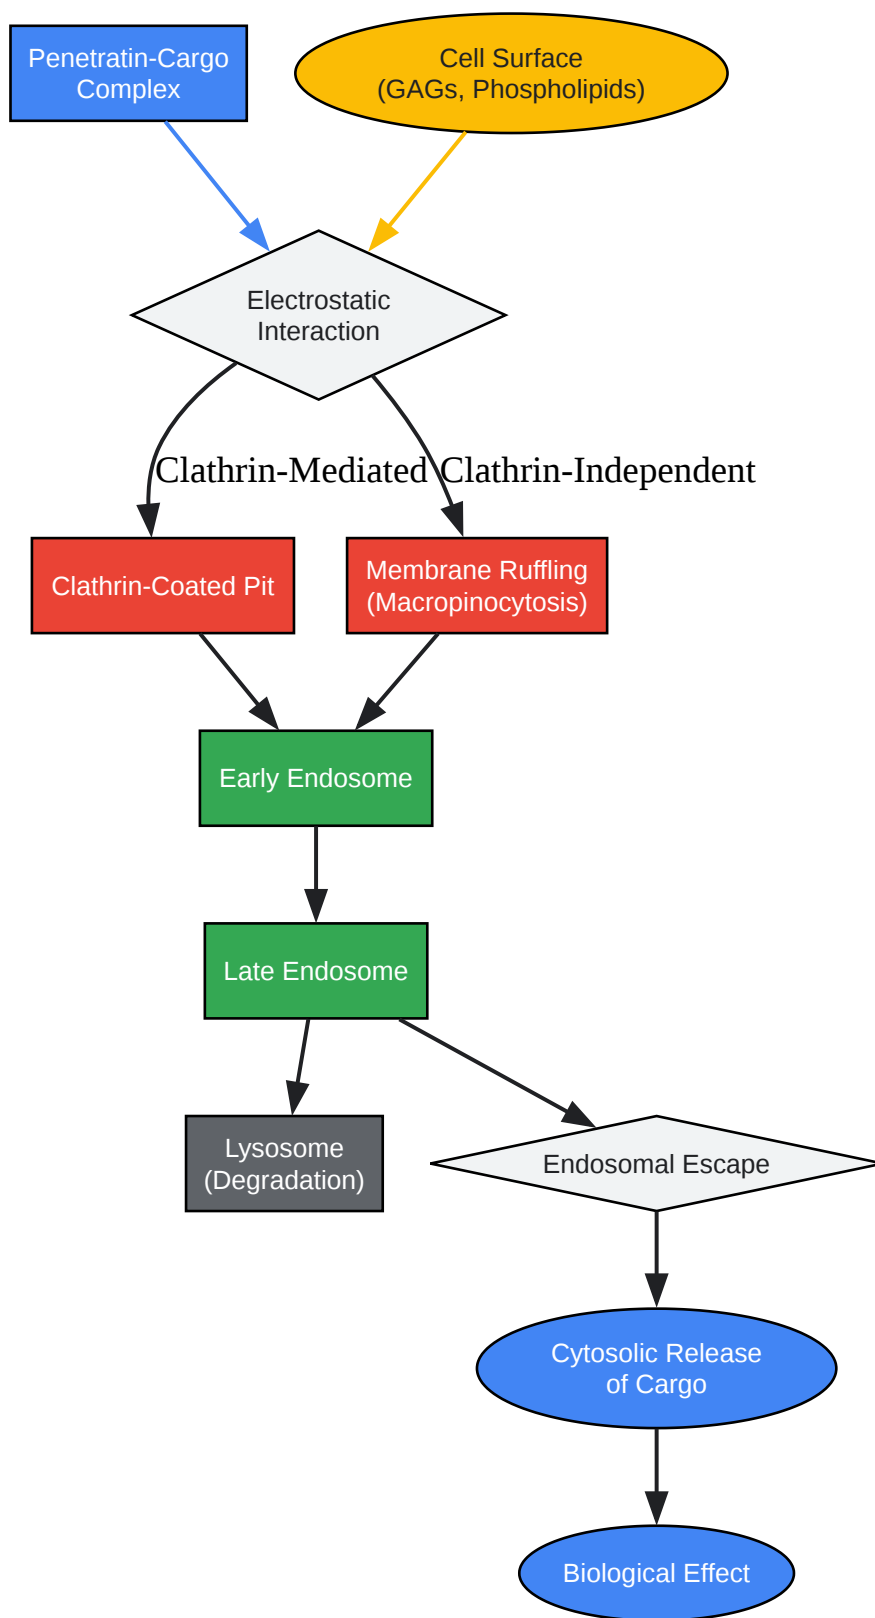 Penetratin-Cargo
Complex
Cell Surface
(GAGs, Phospholipids)
Electrostatic
Interaction
Clathrin-Mediated
Clathrin-Independent
Clathrin-Coated Pit
Membrane Ruffling
(Macropinocytosis)
Early Endosome
Late Endosome
Lysosome
(Degradation)
Endosomal Escape
Cytosolic Release
of Cargo
Biological Effect